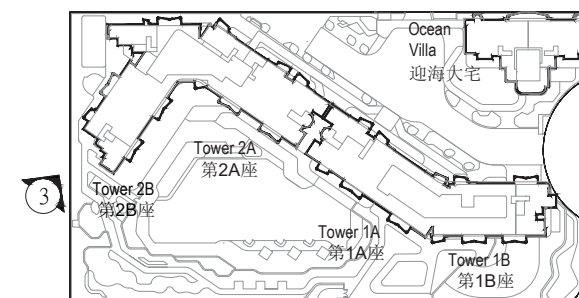 Ocean
Villa
迎海大宅
Tower 2A
第2A座
3
Tower 2B
第2B座
Tower 1A
第1A座
Tower 1B
第1B座